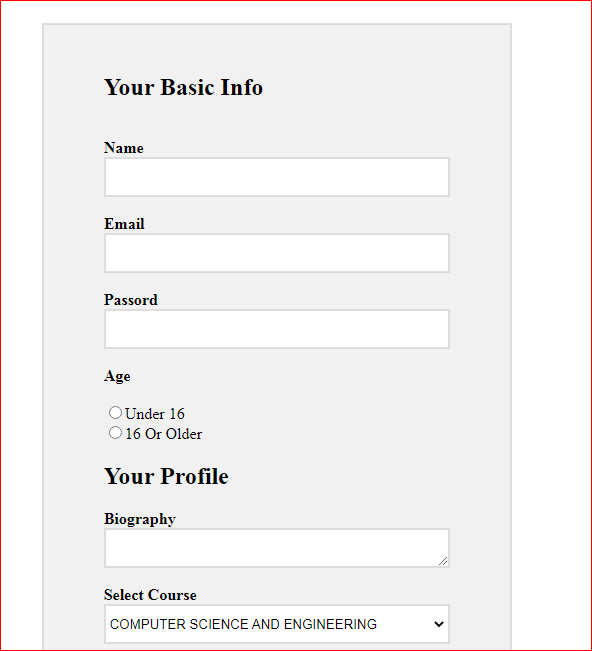 Your Basic Info
Name
Email
Passord
Age
Under 16
16 Or Older
Your Profile
Biography
Select Course
COMPUTER SCIENCE AND ENGINEERING